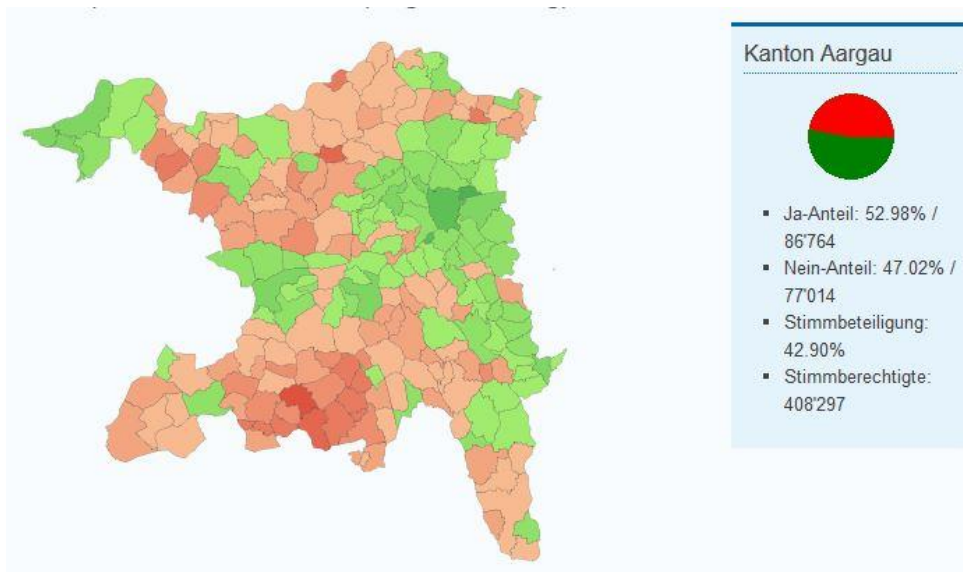 Kanton Aargau
Ja-Anteil: 52.98% /
86'764
Nein-Anteil: 47.02% /
77'014
Stimmbeteiligung:
42.90%
Stimmberechtigte:
408'297